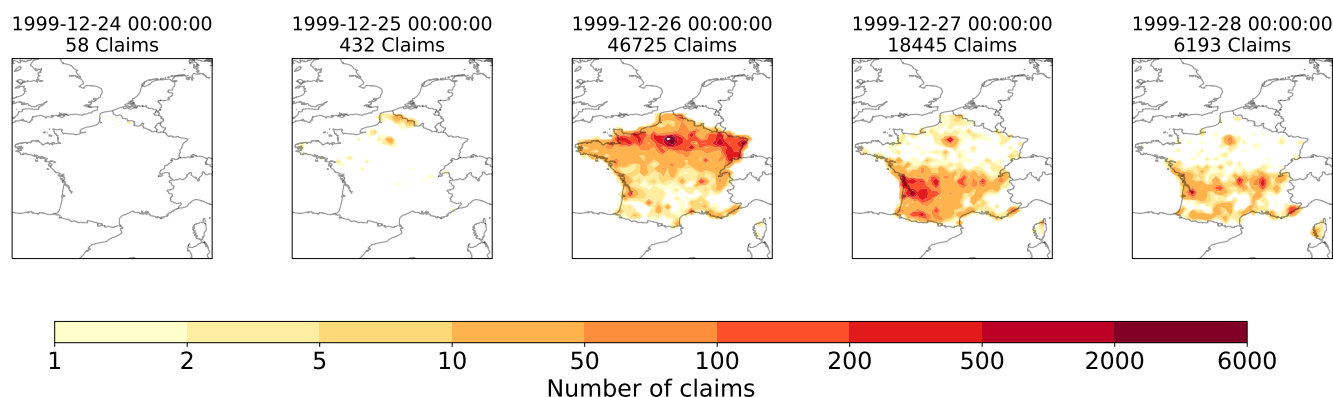 1999-12-24 00:00:00
58 Claims
1999-12-25 00:00:00
432 Claims
1999-12-26 00:00:00
46725 Claims
1999-12-27 00:00:00
18445 Claims
1999-12-28 00:00:00
6193 Claims
1 2 5 10 50 100 200 500 2000 6000
Number of claims